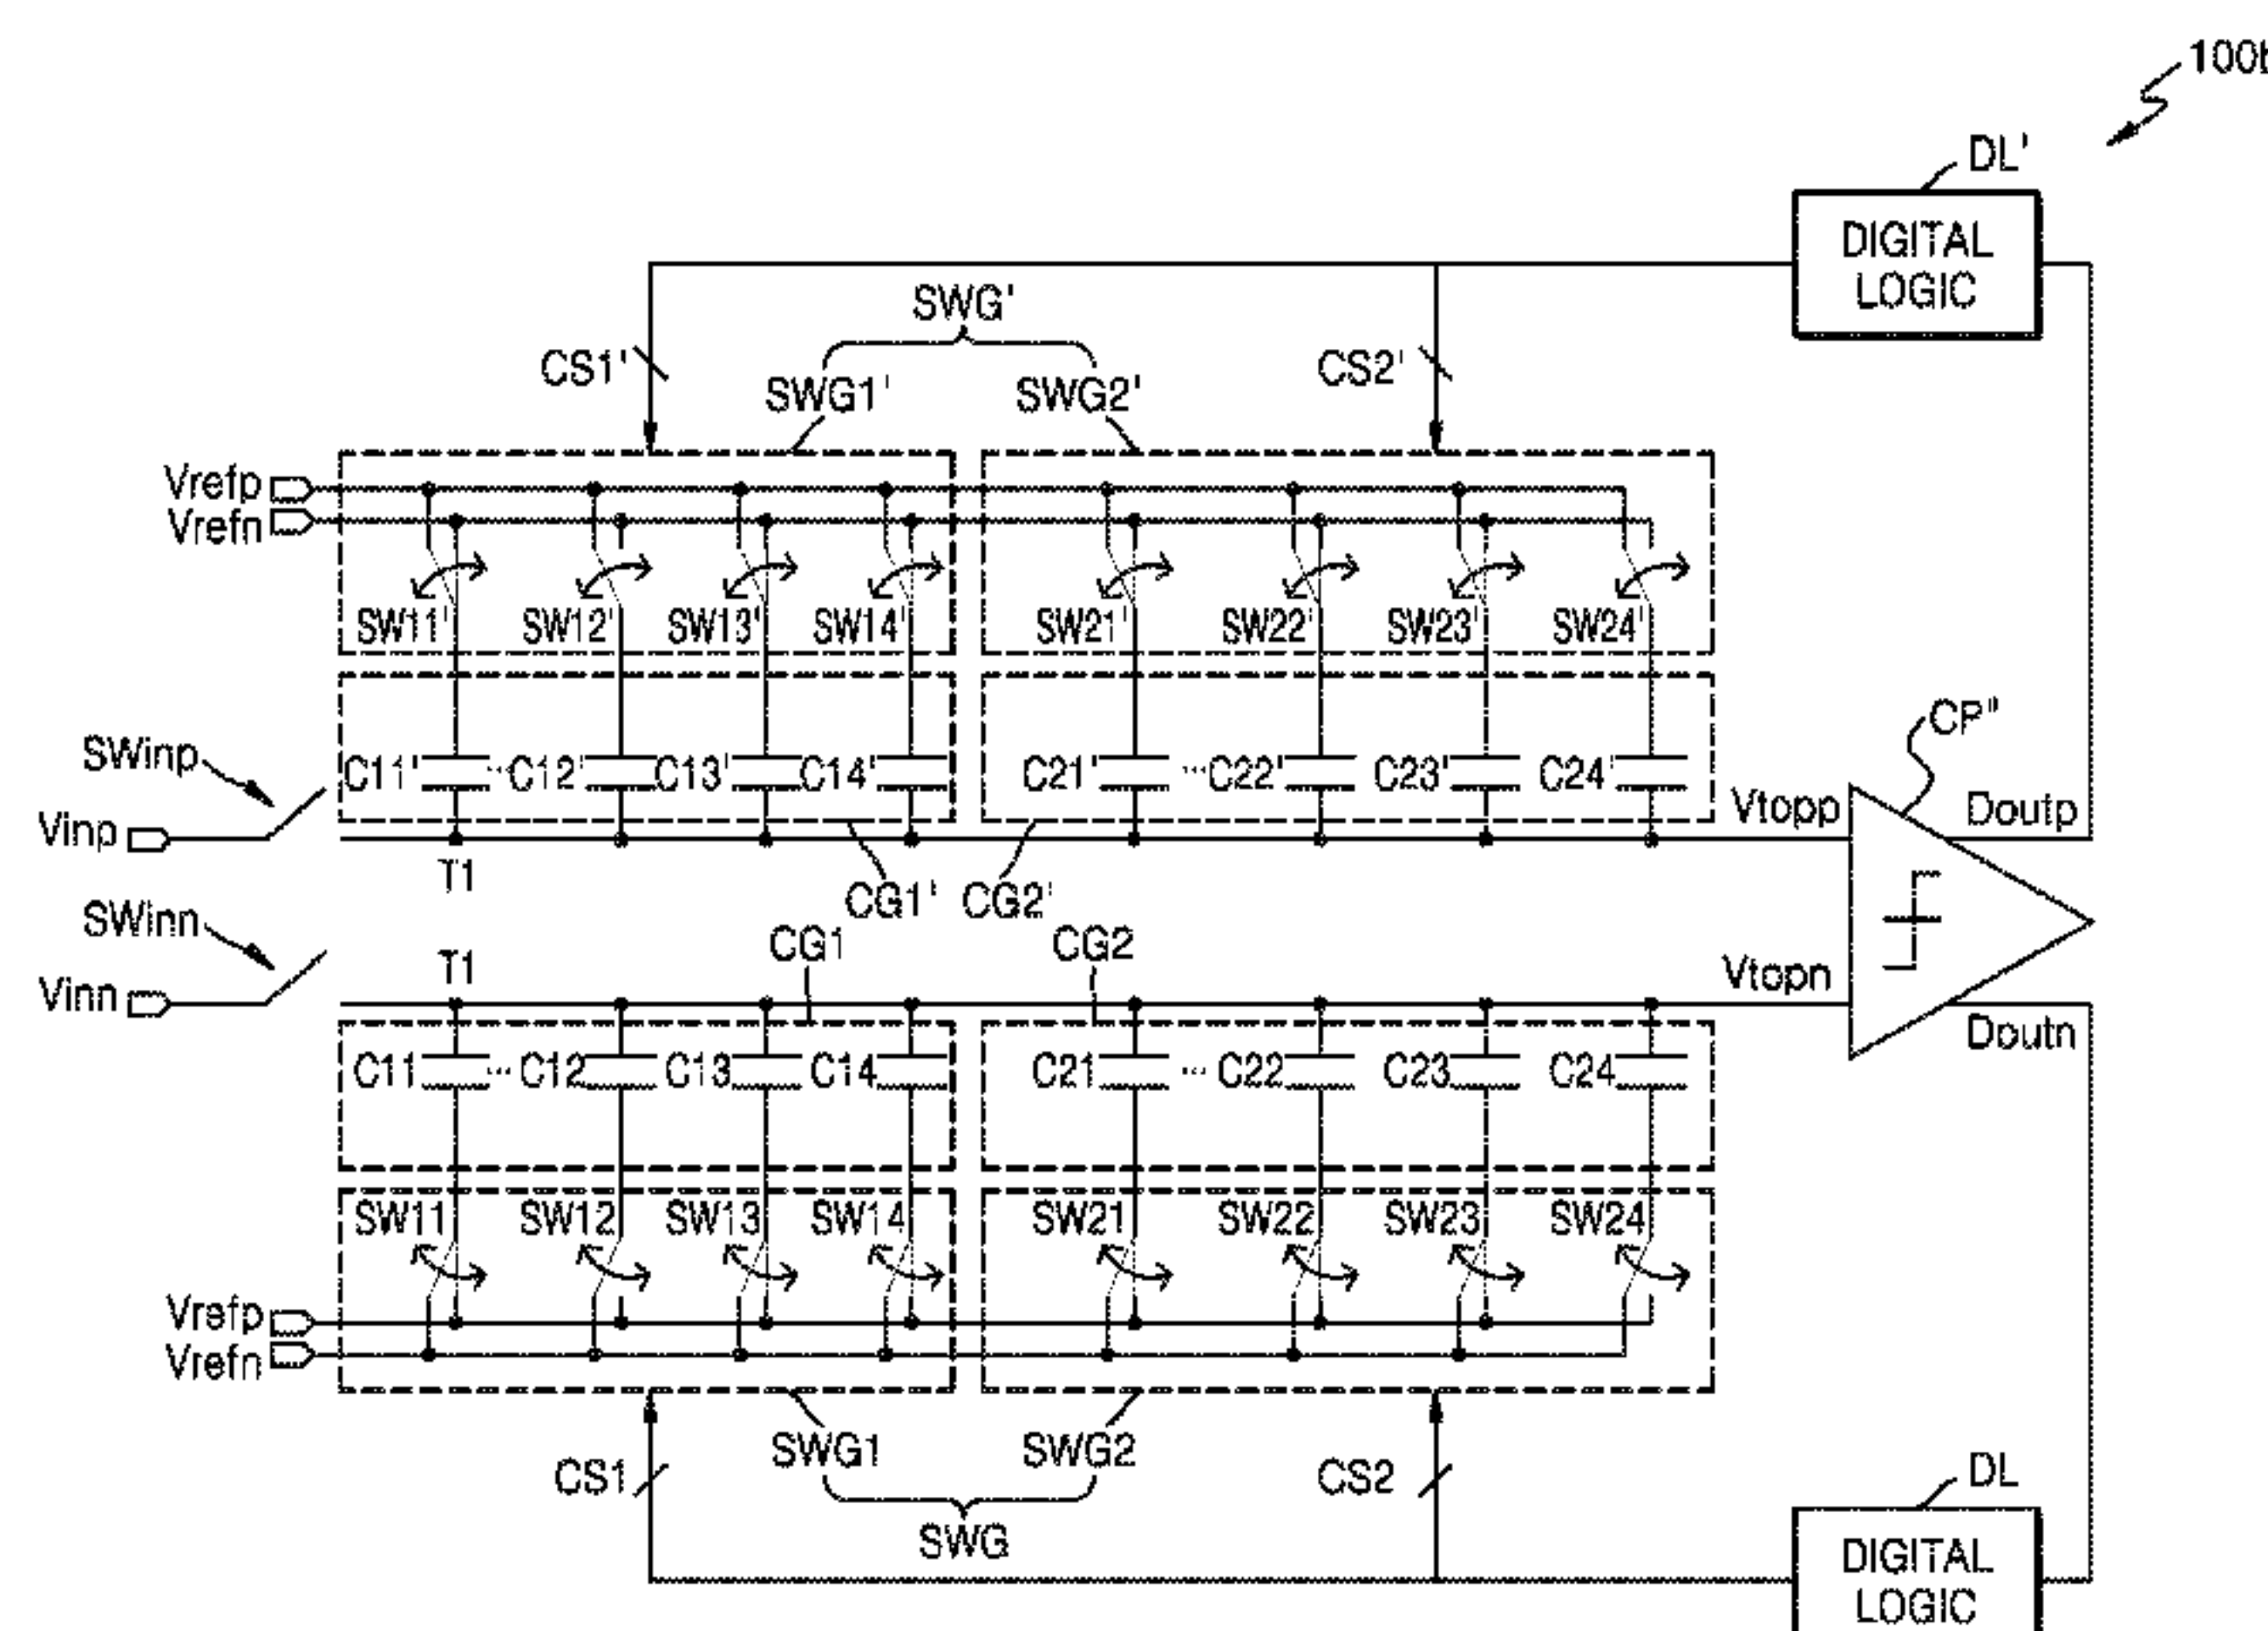 100b
DL'
DIGITAL
LOGIC
SWG'
CS1'
SWG1'
SWG2'
CS2'
Vrefp
Vrefn
SW11'
SW12'
SW13'
SW14'
SW21'
SW22'
SW23'
SW24'
C11'
...
C12'
C13'
C14'
C21'
...
C22'
C23'
C24'
SWinp
Vinp
T1
CG1'
CG2'
Vtopp
CP"
Doutp
SWinn
Vinn
T1
CG1
CG2
Vtopn
Doutn
C11
...
C12
C13
C14
C21
...
C22
C23
C24
SW11
SW12
SW13
SW14
SW21
SW22
SW23
SW24
Vrefp
Vrefn
CS1
SWG1
SWG2
CS2
SWG
DL
DIGITAL
LOGIC